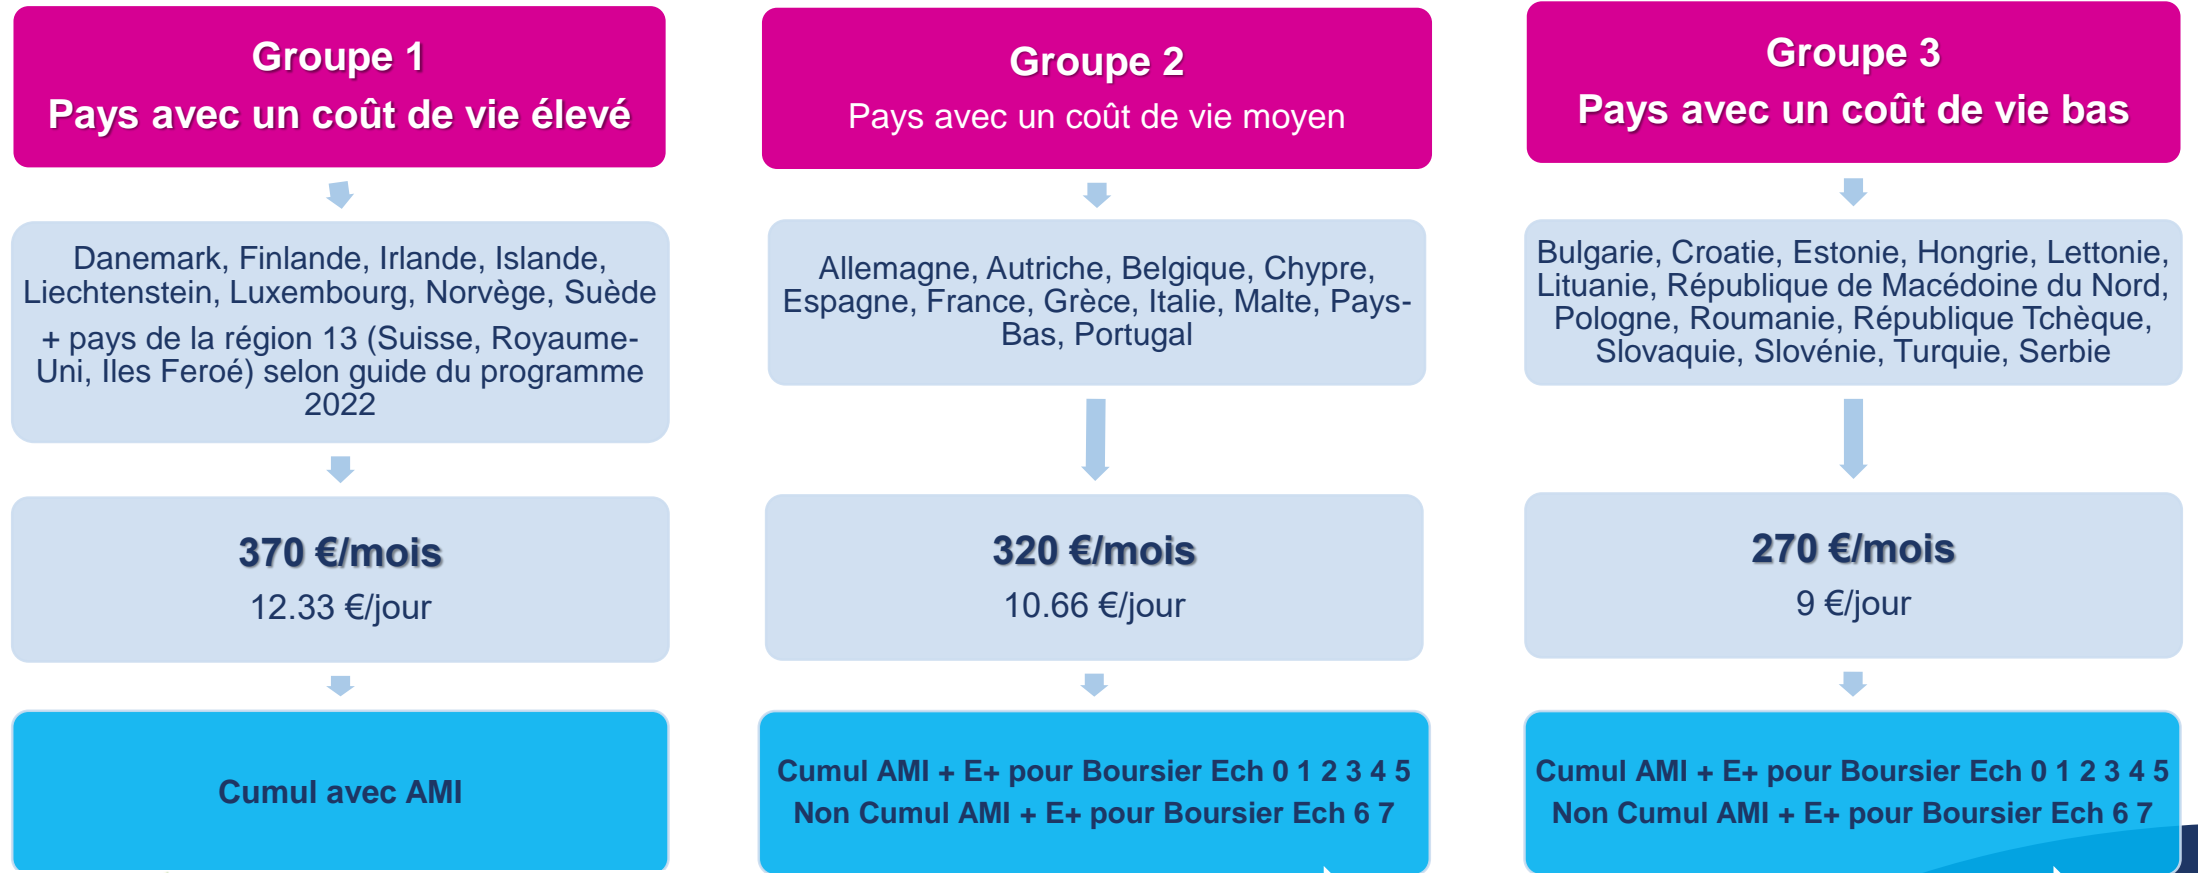 Groupe 1
Pays avec un coût de vie élevé
Danemark, Finlande, Irlande, Islande,
Liechtenstein, Luxembourg, Norvège, Suède
+ pays de la région 13 (Suisse, Royaume-
Uni, Iles Feroé) selon guide du programme
2022
370 €/mois
12.33 €/jour
Cumul avec AMI
Groupe 2
Pays avec un coût de vie moyen
Allemagne, Autriche, Belgique, Chypre,
Espagne, France, Grèce, Italie, Malte, Pays-
Bas, Portugal
320 €/mois
10.66 €/jour
Cumul AMI + E+ pour Boursier Ech 0 1 2 3 4 5
Non Cumul AMI + E+ pour Boursier Ech 6 7
Groupe 3
Pays avec un coût de vie bas
Bulgarie, Croatie, Estonie, Hongrie, Lettonie,
Lituanie, République de Macédoine du Nord,
Pologne, Roumanie, République Tchèque,
Slovaquie, Slovénie, Turquie, Serbie
270 €/mois
9 €/jour
Cumul AMI + E+ pour Boursier Ech 0 1 2 3 4 5
Non Cumul AMI + E+ pour Boursier Ech 6 7